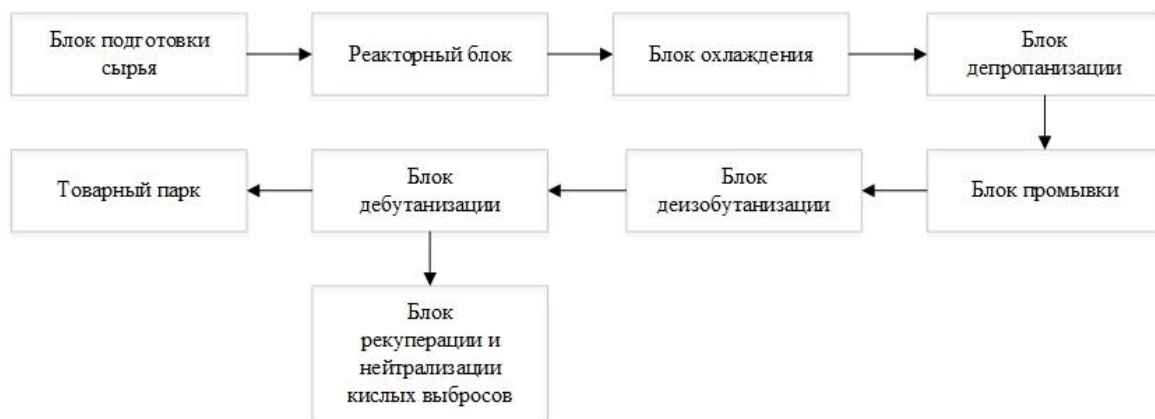 Блок подготовки
сырья
Реакторный блок
Блок охлаждения
Блок
депропанизации
Товарный парк
Блок
дебутанизации
Блок
деизобутанизации
Блок промывки
Блок
рекуперации и
нейтрализации
кислых выбросов